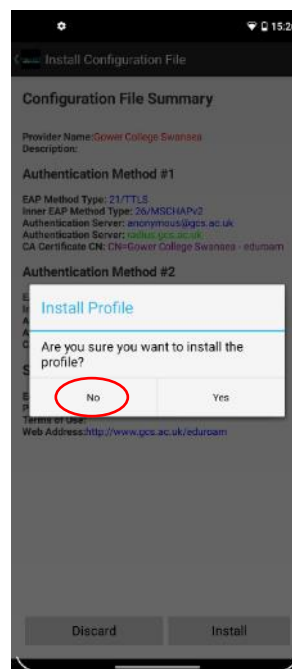 15:20
Install Configuration File
Configuration File Summary
Provider Name:Gower College Swansea
Description:
Authentication Method #1
EAP Method Type: 21/TTLS
Inner EAP Method Type: 26/MSCHAPv2
Authentication Server: anonymous@gcs.ac.uk
Authentication Server: radius.gcs.ac.uk
CA Certificate CN: CN=Gower College Swansea - eduroam
Authentication Method #2
Install Profile
Are you sure you want to install the
profile?
No Yes
Terms of Use:
Web Address:http://www.gcs.ac.uk/eduroam
Discard Install